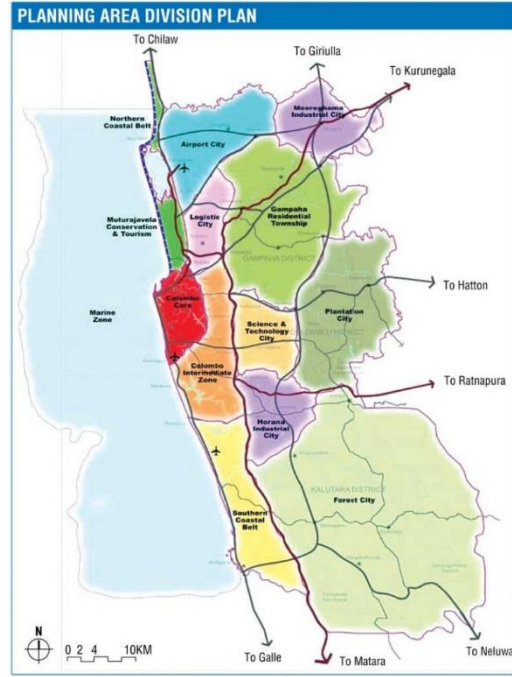 PLANNING AREA DIVISION PLAN
To Chilaw
To Giriulla
To Kurunegala
Northern
Coastal Belt
Meereghama
Industrial City
Airport City
Muturajavela
Conservation
& Tourism
Logistic
City
Gampaha
Residential
Township
GAMPAHA DISTRICT
To Hatton
Marine
Zone
Colombo
Core
Science &
Technology
City
Plantation
City
Colombo
Intermediate
Zone
To Ratnapura
Horana
Industrial
City
KALUTARA DISTRICT
Forest City
Southern
Coastal
Belt
N
0 2 4 10KM
To Galle
To Matara
To Neluwa